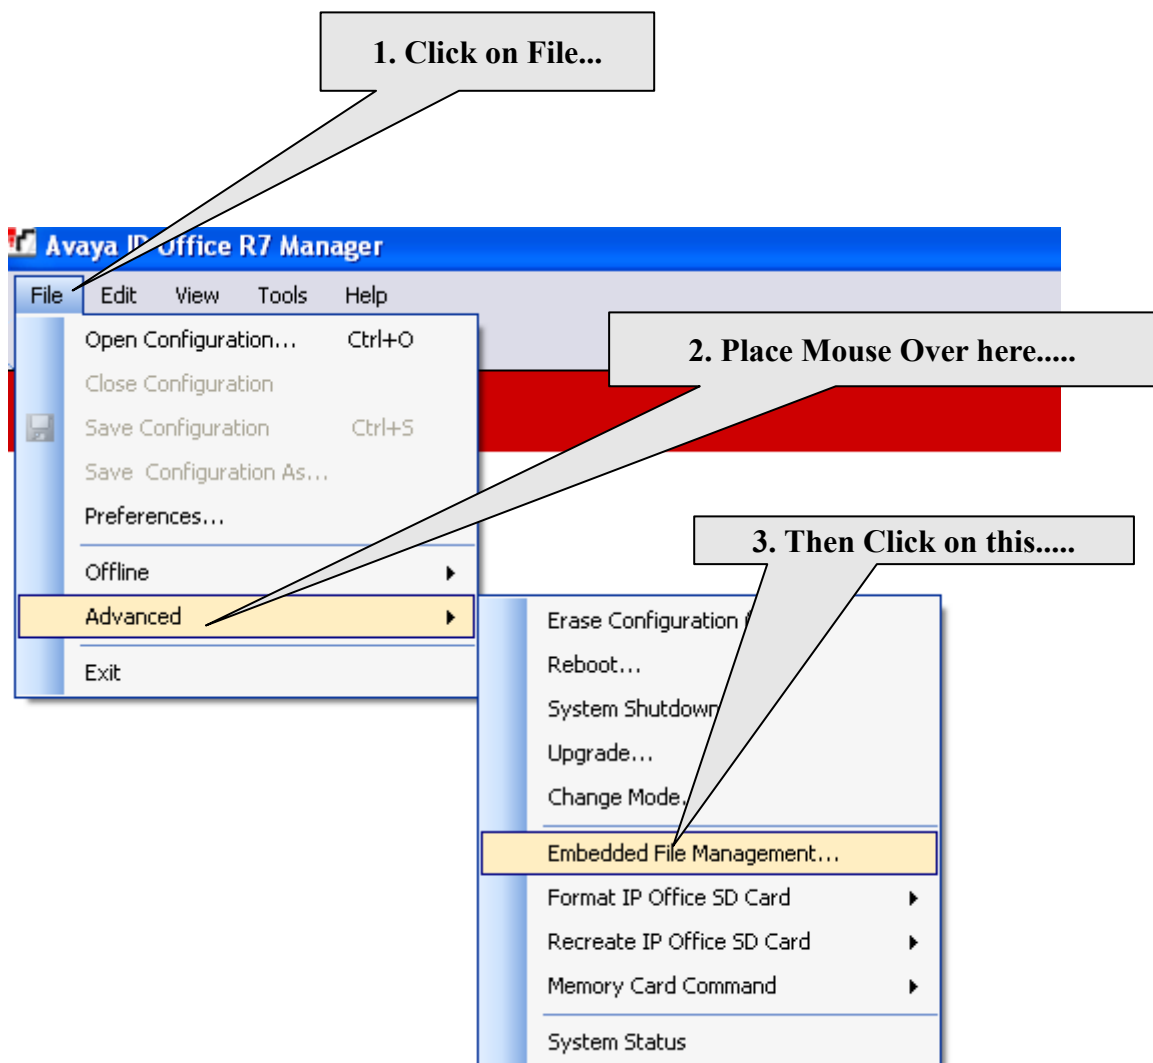 1. Click on File...
Avaya IP Office R7 Manager
File Edit View Tools Help
Open Configuration... Ctrl+O
2. Place Mouse Over here.....
Close Configuration
Save Configuration Ctrl+S
Save Configuration As...
Preferences...
3. Then Click on this.....
Offline
Advanced
Exit
Erase Configuration
Reboot...
System Shutdown
Upgrade...
Change Mode.
Embedded File Management...
Format IP Office SD Card
Recreate IP Office SD Card
Memory Card Command
System Status